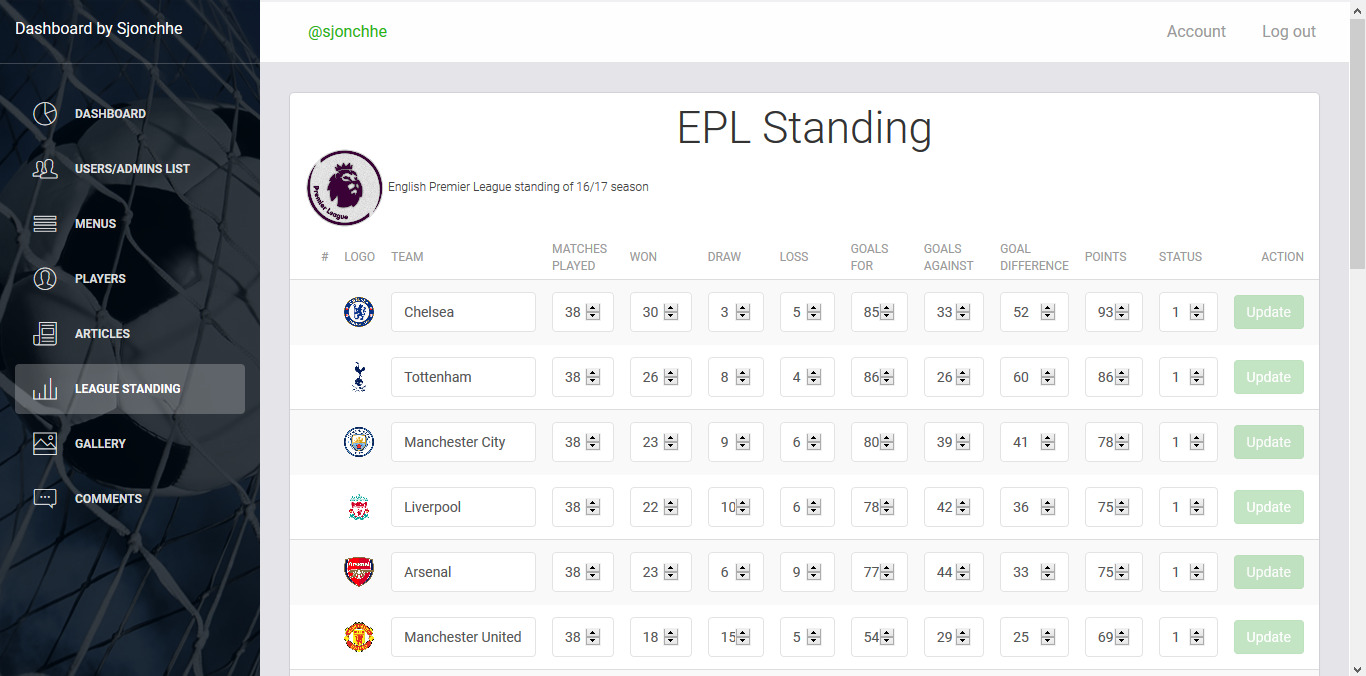 Dashboard by Sjonchhe
DASHBOARD
USERS/ADMINS LIST
MENUS
PLAYERS
ARTICLES
LEAGUE STANDING
GALLERY
COMMENTS
@sjonchhe Account Log out
EPL Standing
Premier League
English Premier League standing of 16/17 season
# LOGO TEAM MATCHES PLAYED WON DRAW LOSS GOALS FOR GOALS AGAINST GOAL DIFFERENCE POINTS STATUS ACTION
Chelsea 38 30 3 5 85 33 52 93 1 Update
Tottenham 38 26 8 4 86 26 60 86 1 Update
Manchester City 38 23 9 6 80 39 41 78 1 Update
Liverpool 38 22 10 6 78 42 36 75 1 Update
Arsenal 38 23 6 9 77 44 33 75 1 Update
Manchester United 38 18 15 5 54 29 25 69 1 Update